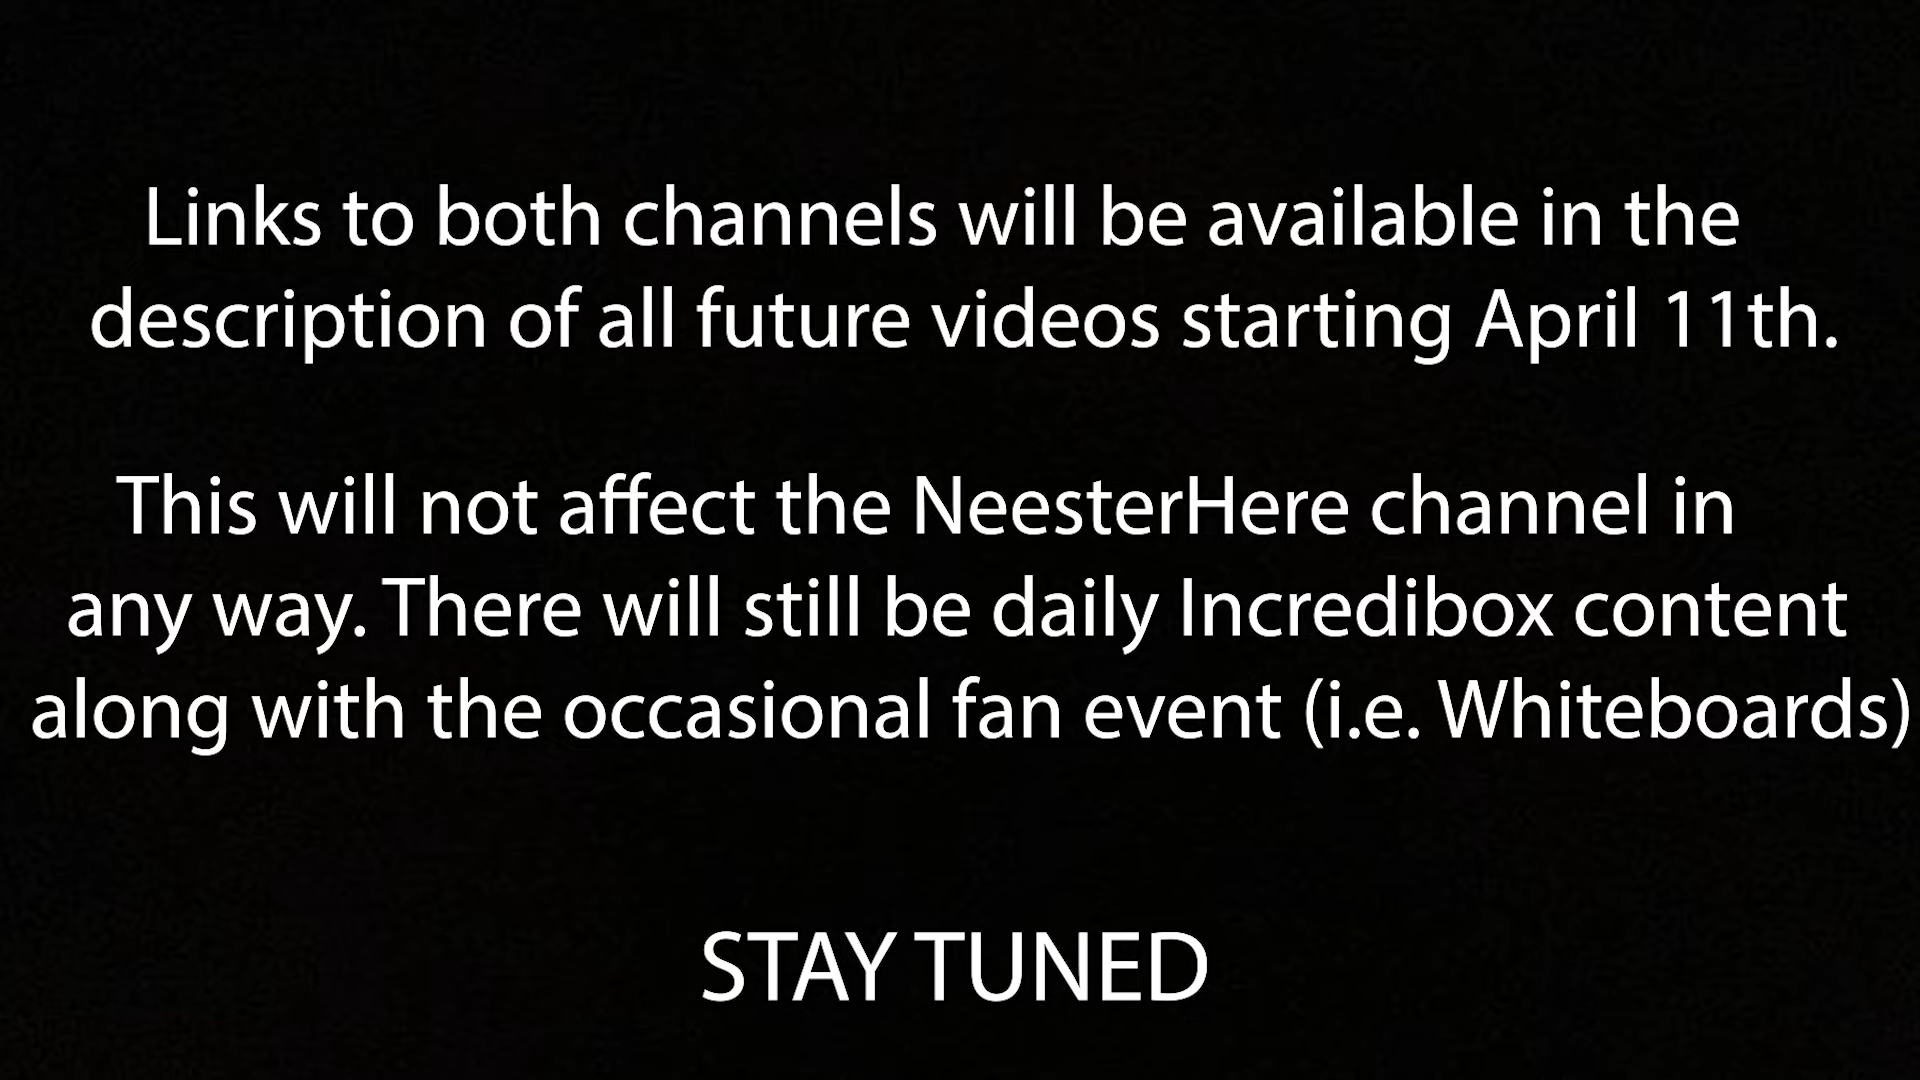 Links to both channels will be available in the
description of all future videos starting April 11th.
This will not affect the NeesterHere channel in
any way. There will still be daily Incredibox content
along with the occasional fan event (i.e. Whiteboards)
STAY TUNED